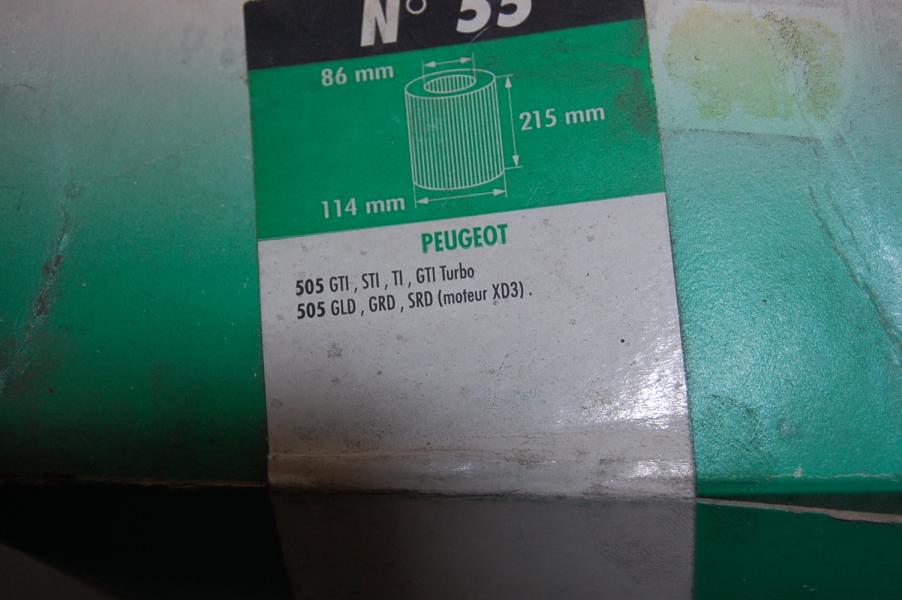 N° 55
86 mm
215 mm
114 mm
PEUGEOT
505 GTI , STI , TI , GTI Turbo
505 GLD , GRD , SRD (moteur XD3) .